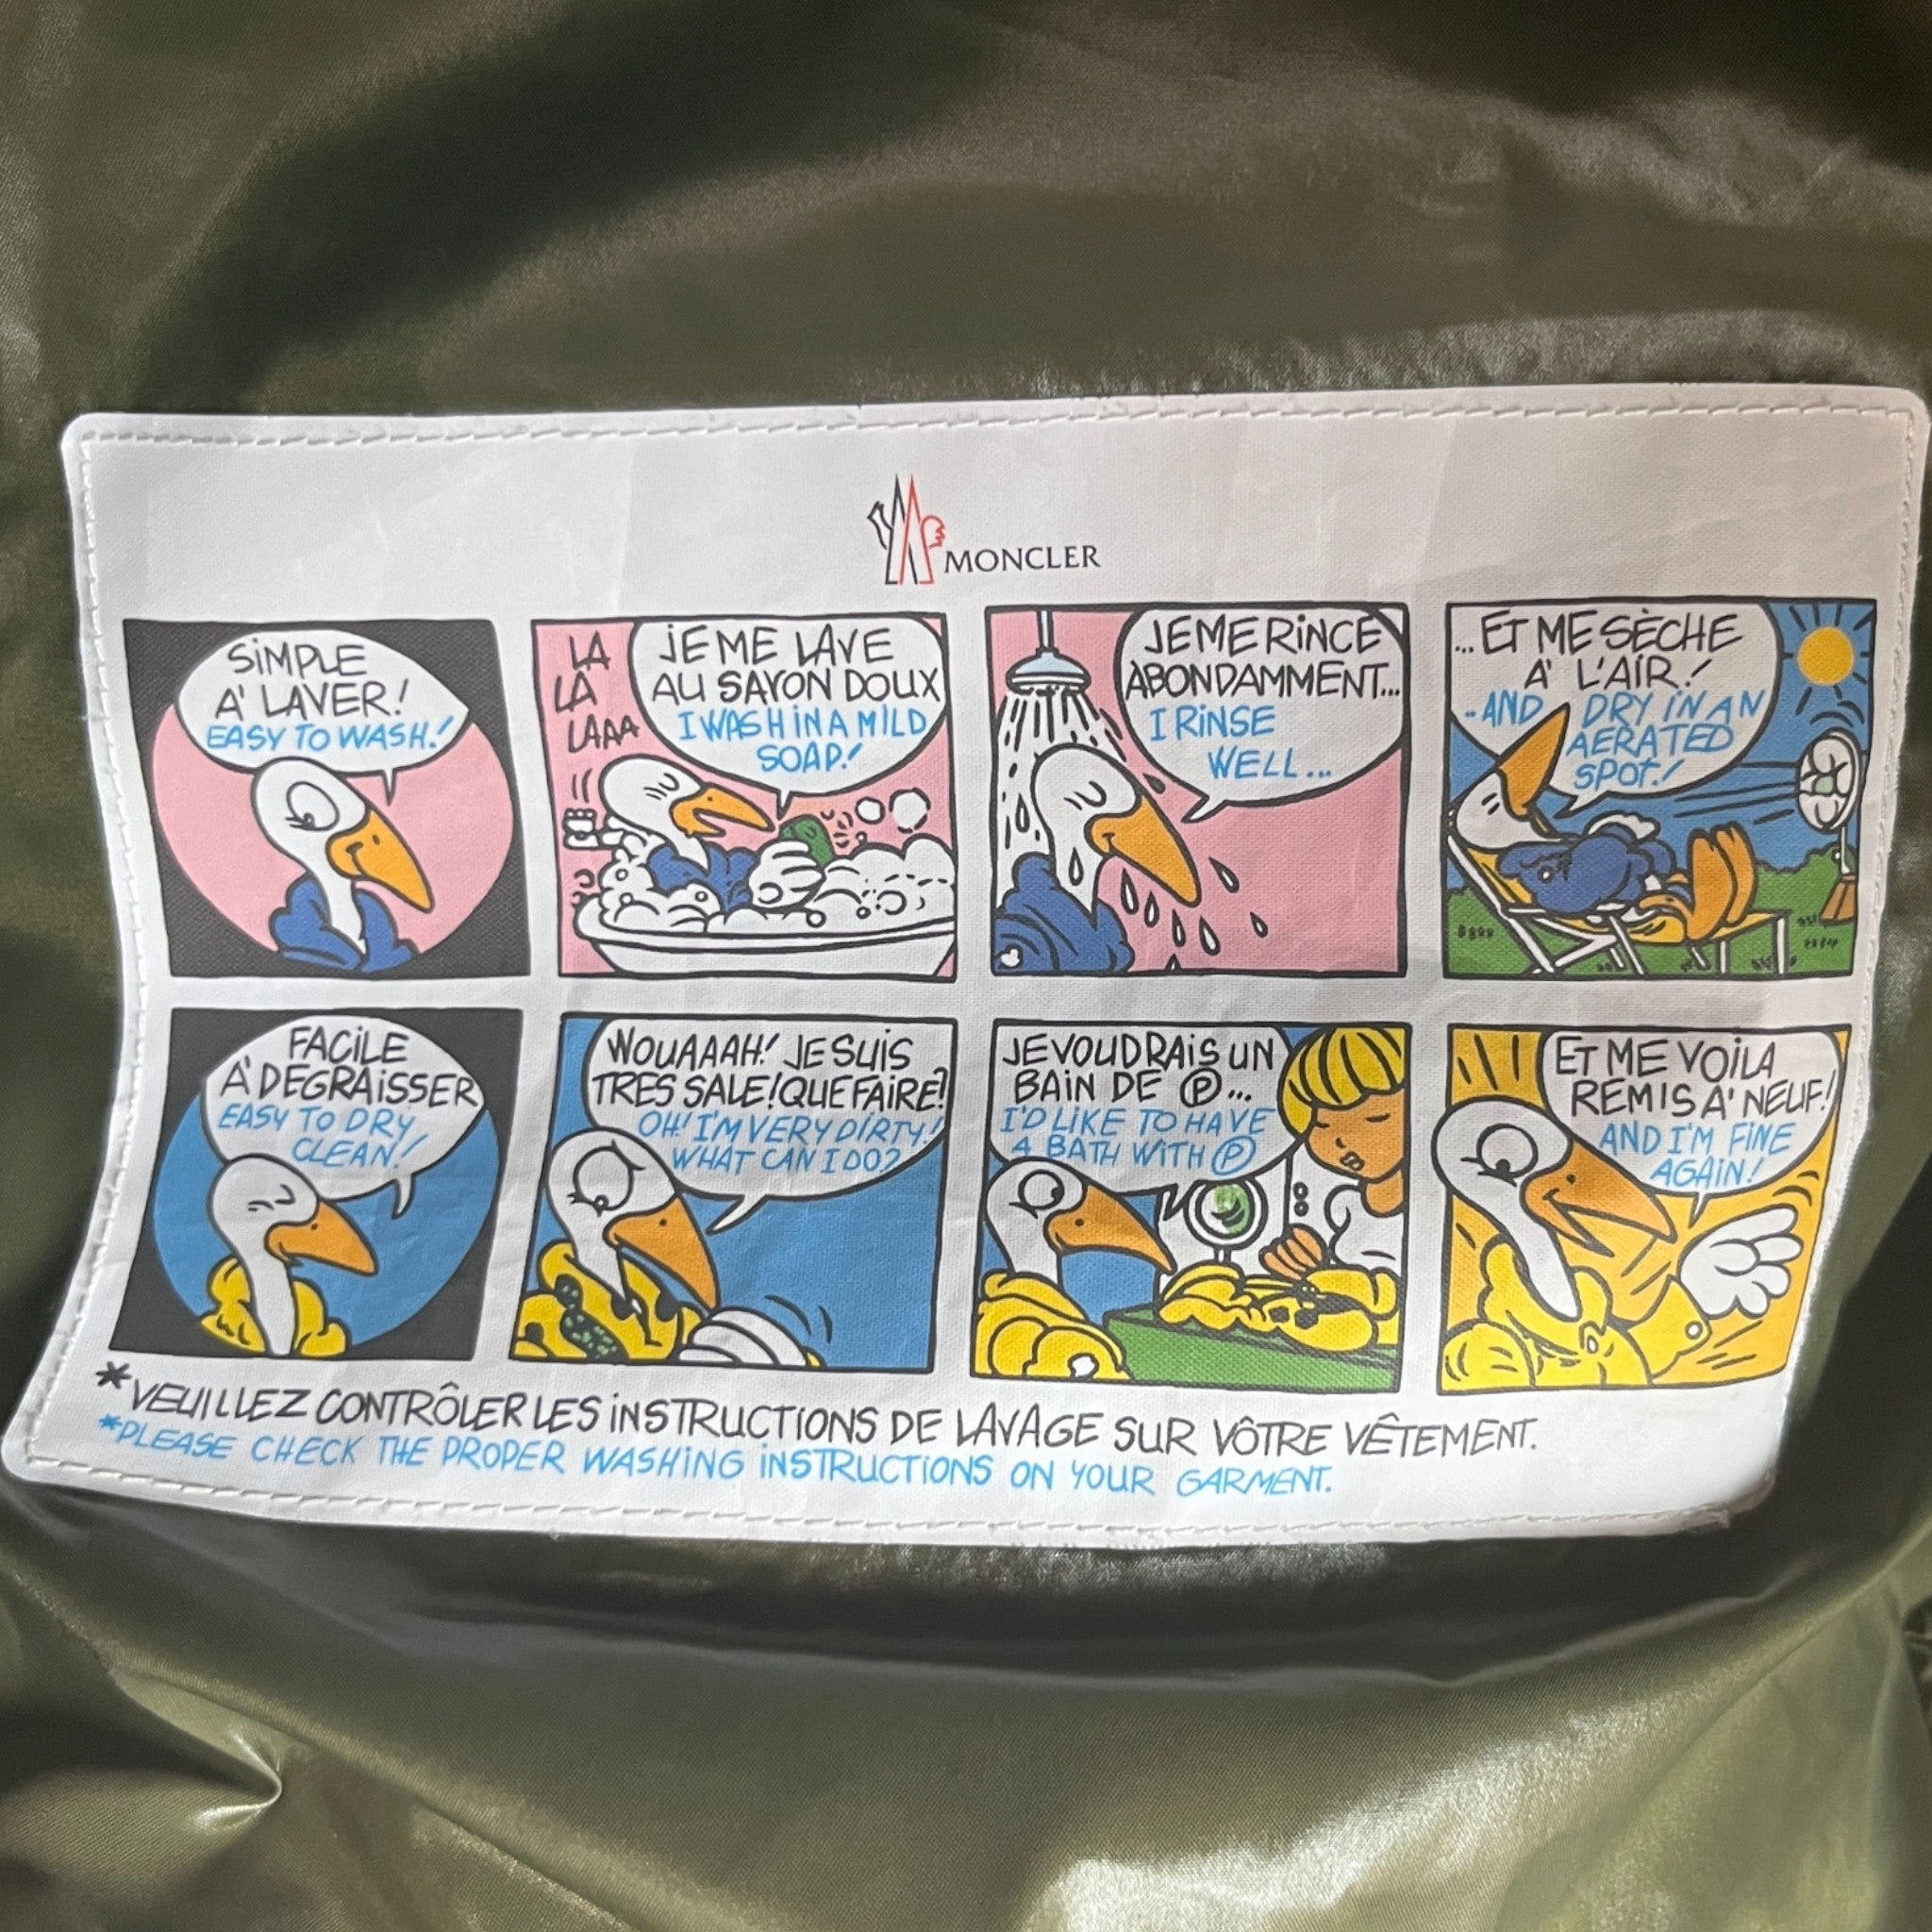 MONCLER
SIMPLE
A' LAVER!
EASY TO WASH!
LA
LA
LAAA
JE ME LAVE
AU SAVON DOUX
I WASH IN A MILD
SOAP!
JE ME RINCE
ABONDAMMENT...
I RINSE
WELL...
...ET ME SÈCHE
A' L'AIR!
..AND DRY IN AN
AERATED
SPOT!
FACILE
A' DEGRAISSER
EASY TO DRY
CLEAN!
WOUAAAH! JE SUIS
TRES SALE! QUE FAIRE?
OH! I'M VERY DIRTY!
WHAT CAN I DO?
JE VOUDRAIS UN
BAIN DE Ⓟ...
I'D LIKE TO HAVE
A BATH WITH Ⓟ
ET ME VOILA
REMIS A' NEUF!
AND I'M FINE
AGAIN!
*VEUILLEZ CONTRÔLER LES INSTRUCTIONS DE LAVAGE SUR VÔTRE VÊTEMENT.
*PLEASE CHECK THE PROPER WASHING INSTRUCTIONS ON YOUR GARMENT.